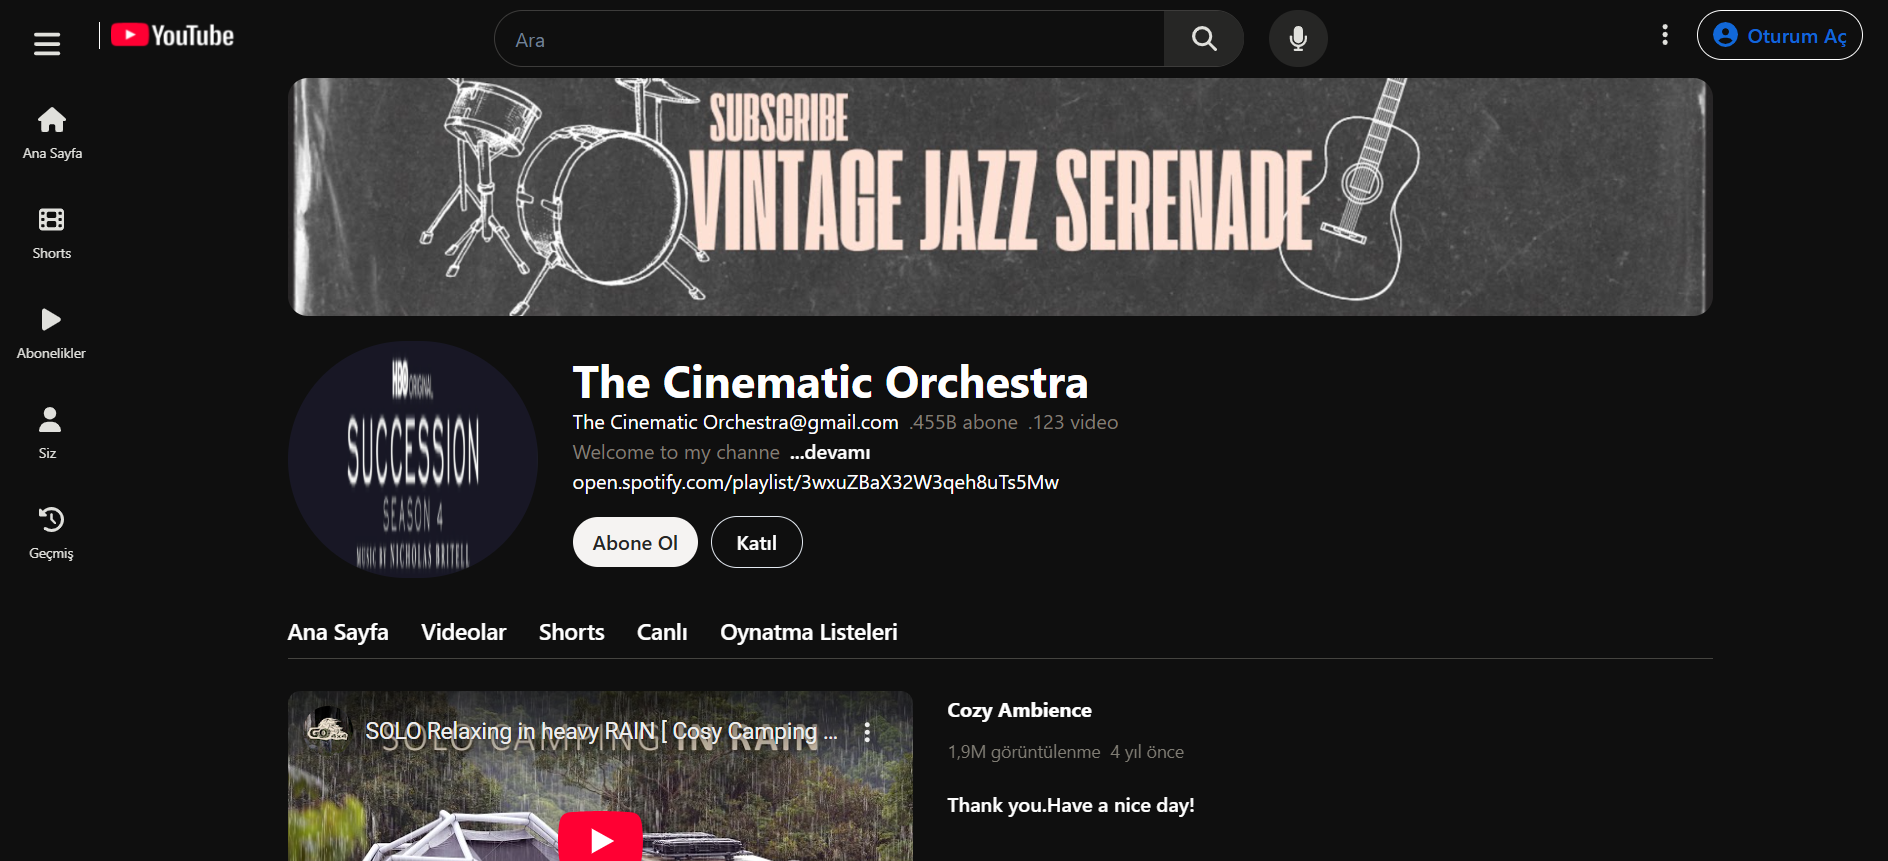 YouTube
Ara
Oturum Aç
Ana Sayfa
Shorts
Abonelikler
Siz
Geçmiş
SUBSCRIBE
VINTAGE JAZZ SERENADE
HBO ORIGINAL
SUCCESSION
SEASON 4
MUSIC BY NICHOLAS BRITELL
The Cinematic Orchestra
The Cinematic Orchestra@gmail.com .455B abone .123 video
Welcome to my channe ...devamı
open.spotify.com/playlist/3wxuZBaX32W3qeh8uTs5Mw
Abone Ol Katıl
Ana Sayfa Videolar Shorts Canlı Oynatma Listeleri
SOLO Relaxing in heavy RAIN [ Cosy Camping ...
SOLO CAMPING IN RAIN
Cozy Ambience
1,9M görüntülenme 4 yıl önce
Thank you.Have a nice day!